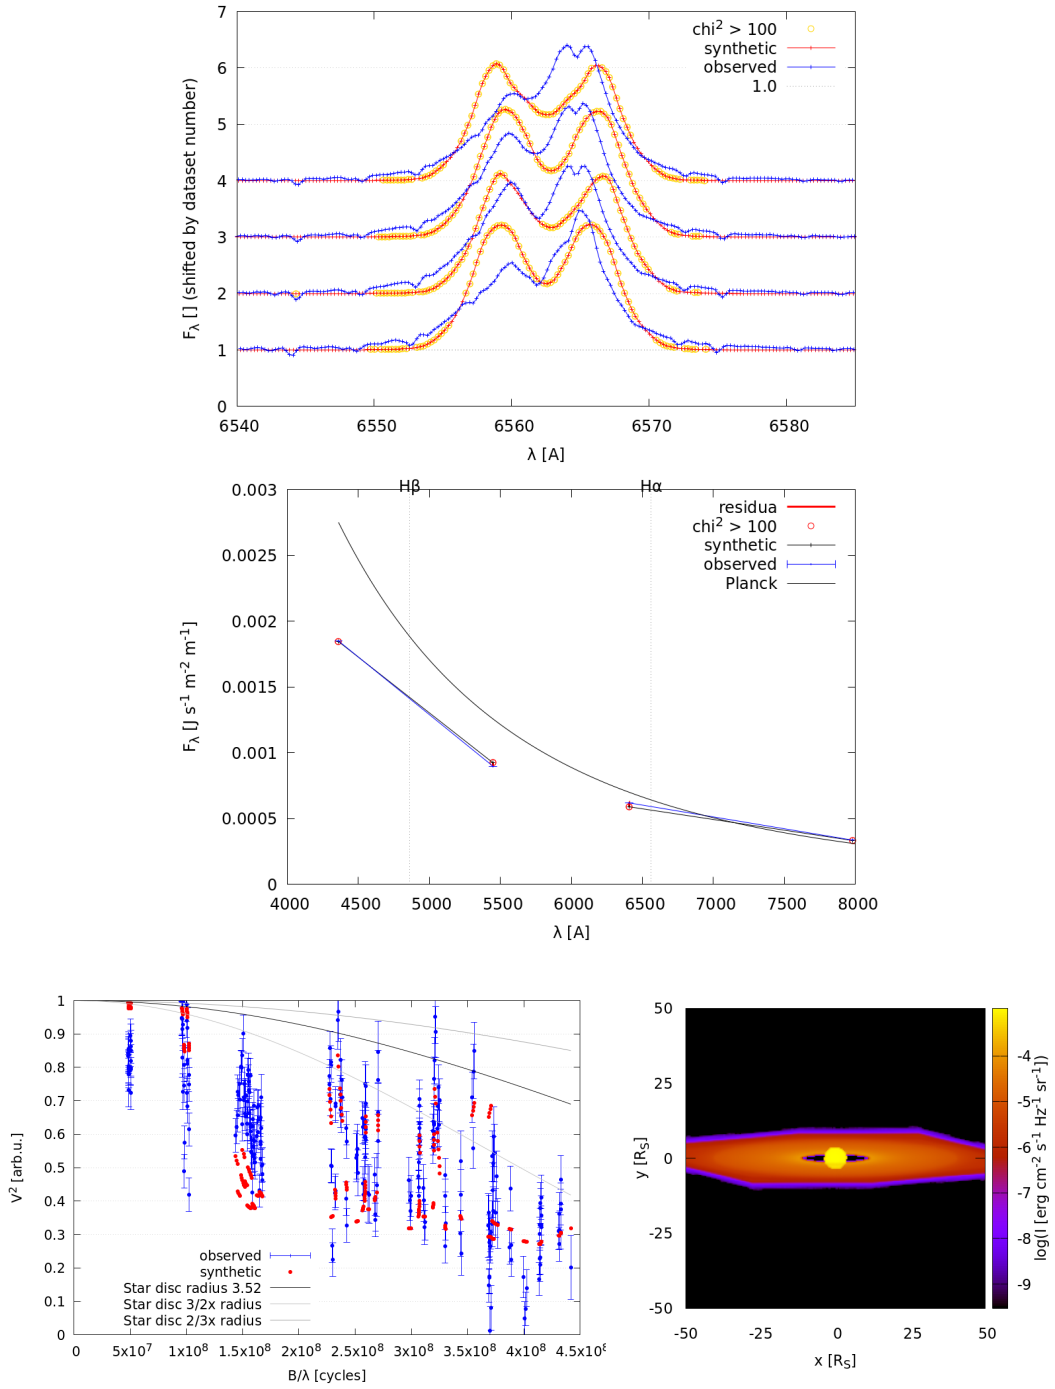 7
6
5
4
3
2
1
0
F_λ [] (shifted by dataset number)
chi² > 100
synthetic
observed
1.0
6540 6550 6560 6570 6580
λ [A]
Hβ Hα
0.003
0.0025
0.002
0.0015
0.001
0.0005
0
F_λ [J s⁻¹ m⁻² m⁻¹]
residua
chi² > 100
synthetic
observed
Planck
4000 4500 5000 5500 6000 6500 7000 7500 8000
λ [A]
1
0.9
0.8
0.7
0.6
0.5
0.4
0.3
0.2
0.1
0
V² [arb.u.]
observed
synthetic
Star disc radius 3.52
Star disc 3/2x radius
Star disc 2/3x radius
0 5x10⁷ 1x10⁸ 1.5x10⁸ 2x10⁸ 2.5x10⁸ 3x10⁸ 3.5x10⁸ 4x10⁸ 4.5x10⁸
B/λ [cycles]
50
25
0
-25
-50
y [R_S]
-50 -25 0 25 50
x [R_S]
-4
-5
-6
-7
-8
-9
log(I [erg cm⁻² s⁻¹ Hz⁻¹ sr⁻¹])